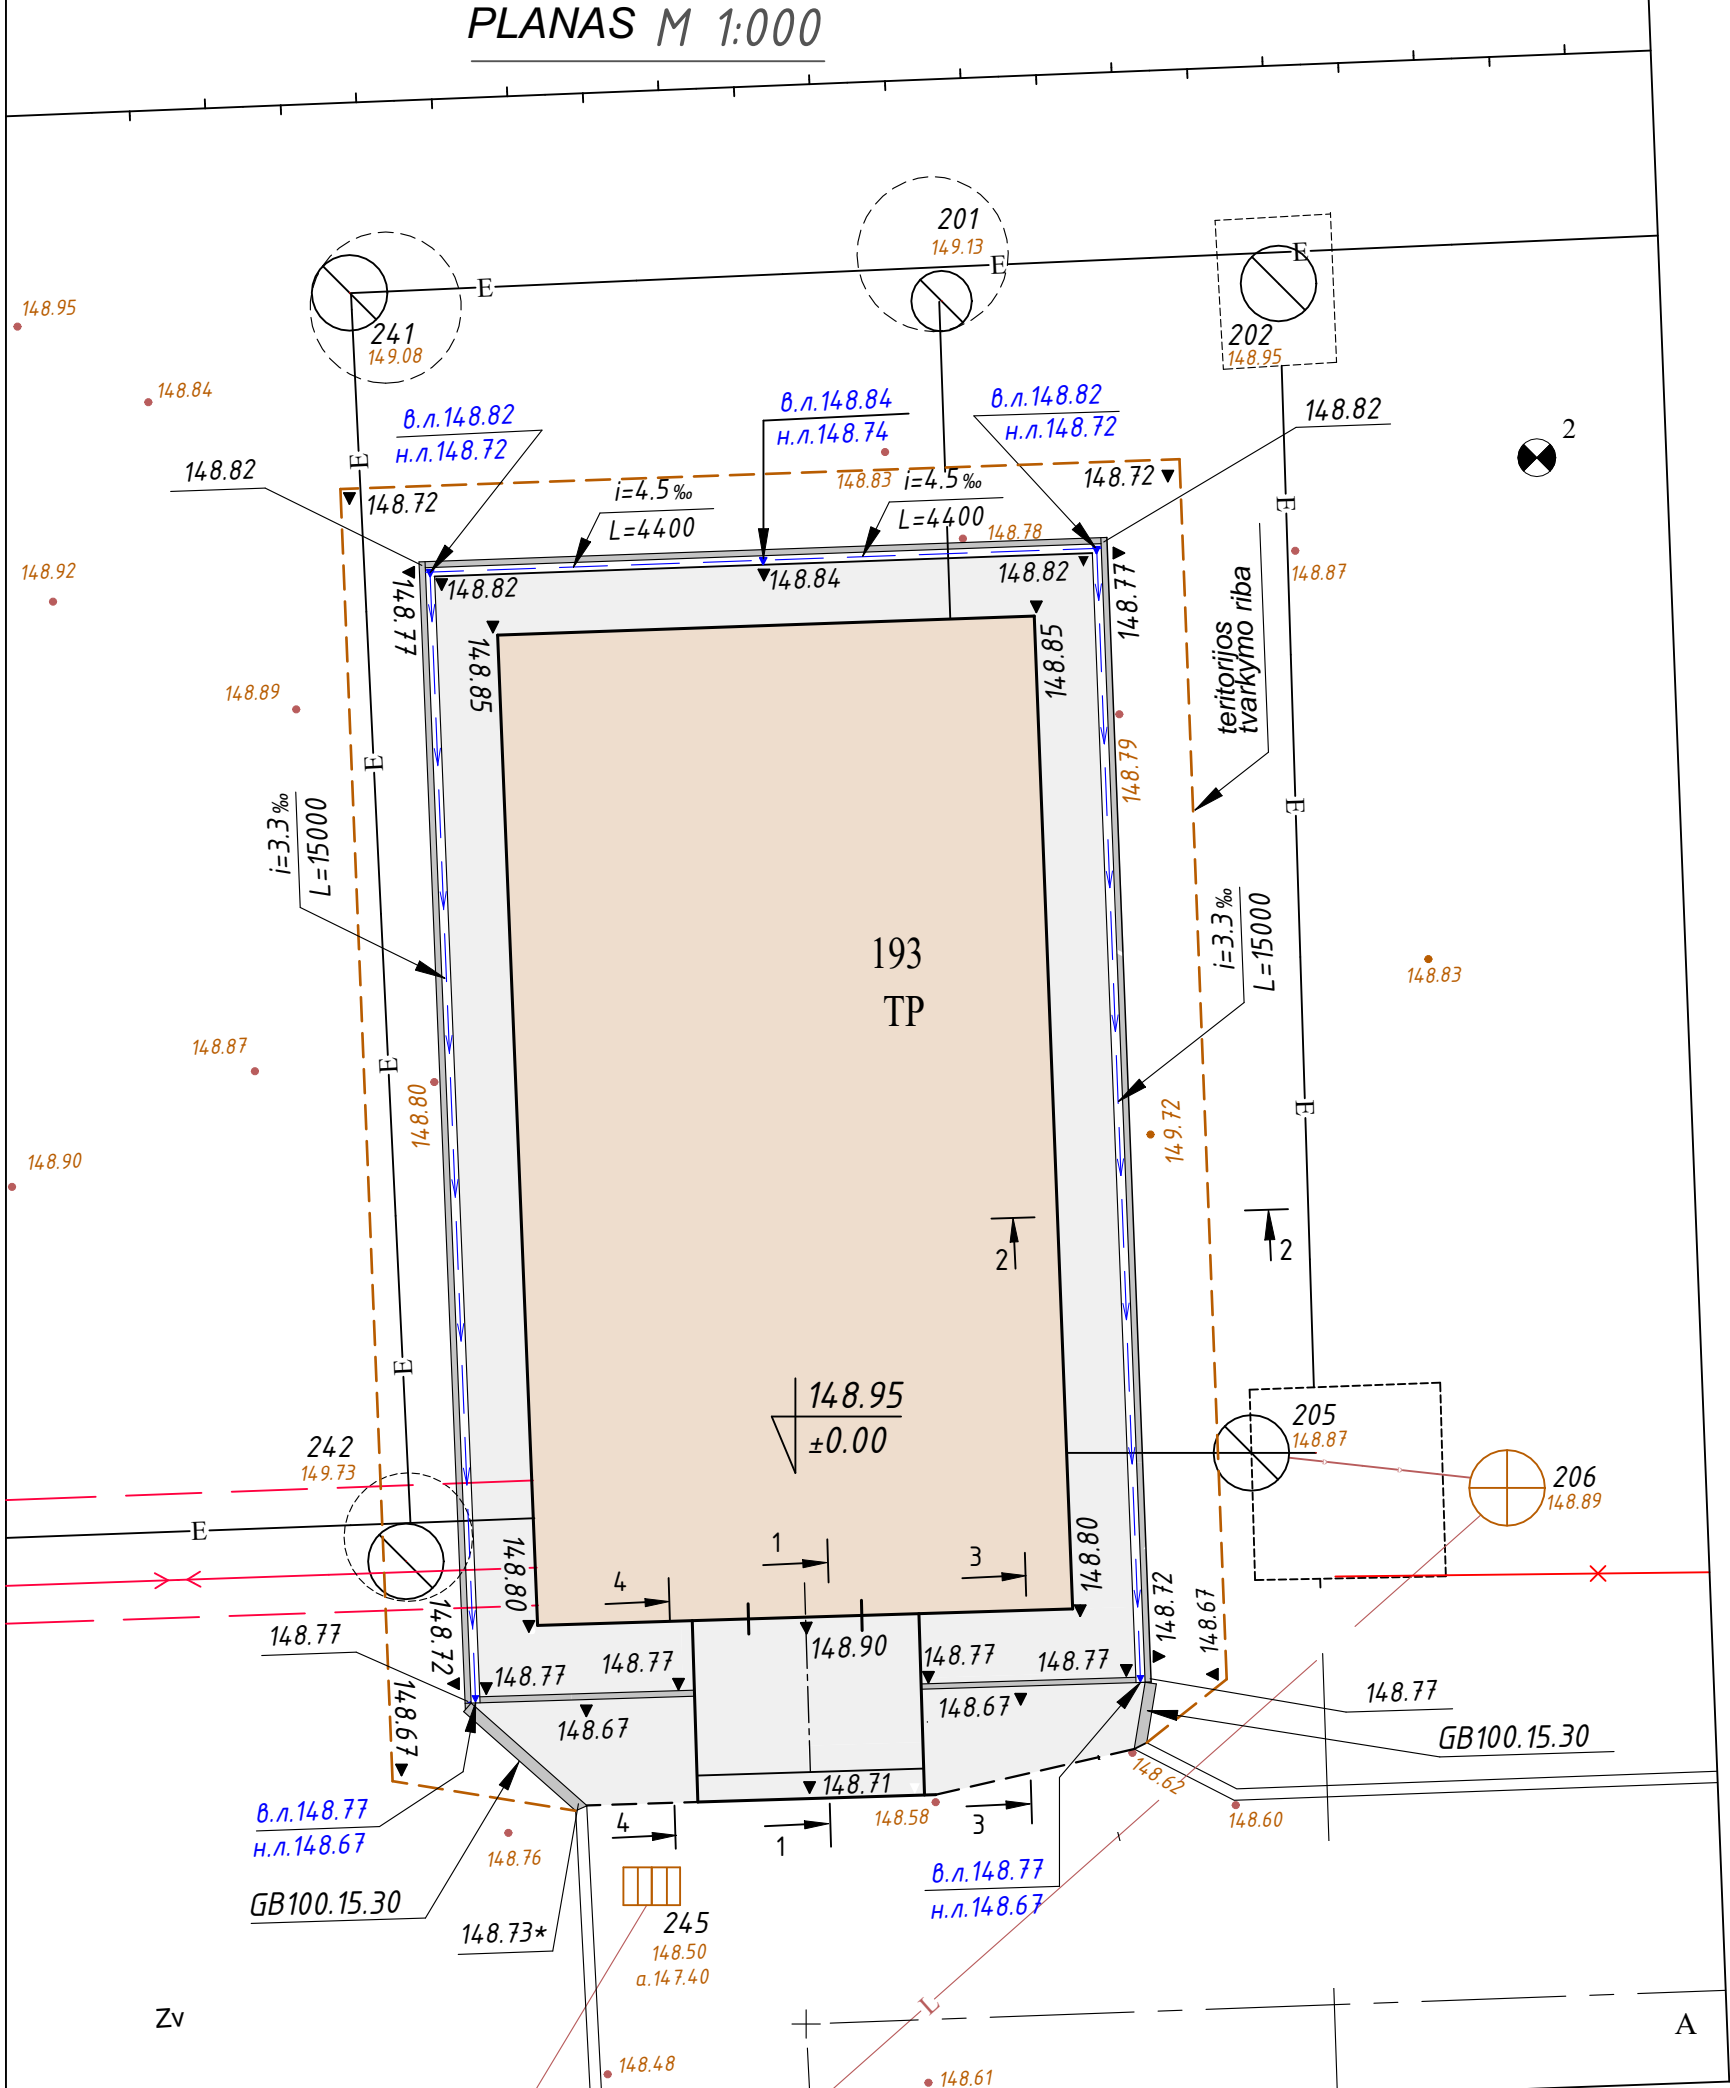 PLANAS M 1:000
201
149.13
E
E
E
148.95
241
149.08
202
148.95
148.84
в.л.148.82
н.л.148.72
в.л.148.84
н.л.148.74
в.л.148.82
н.л.148.72
148.82
2
148.82
E
148.72
148.83
i=4.5‰
L=4400
i=4.5‰
L=4400
148.72
E
148.78
148.92
148.77
148.82
148.84
148.82
148.77
148.87
148.85
148.85
teritorijos
tvarkymo riba
148.89
E
148.79
E
i=3.3‰
L=15000
i=3.3‰
L=15000
193
TP
148.83
148.87
E
148.80
E
149.72
148.90
2
2
E
148.95
±0.00
242
149.73
205
148.87
206
148.89
E
148.80
1
3
4
148.80
148.72
148.77
148.72
148.67
148.77
148.77
148.90
148.77
148.77
148.67
148.67
148.67
148.77
GB100.15.30
148.71
148.62
148.60
148.58
в.л.148.77
н.л.148.67
4
1
3
148.76
GB100.15.30
148.73*
в.л.148.77
н.л.148.67
245
148.50
a.147.40
Zv
L
A
148.48
148.61